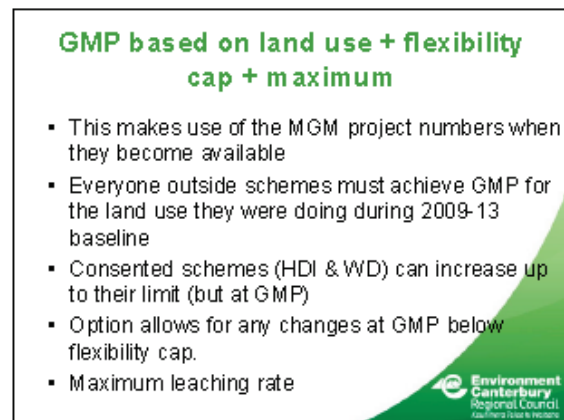 GMP based on land use + flexibility
cap + maximum
▪ This makes use of the MGM project numbers when
they become available
▪ Everyone outside schemes must achieve GMP for
the land use they were doing during 2009-13
baseline
▪ Consented schemes (HDI & WD) can increase up
to their limit (but at GMP)
▪ Option allows for any changes at GMP below
flexibility cap.
▪ Maximum leaching rate
Environment
Canterbury
Regional Council